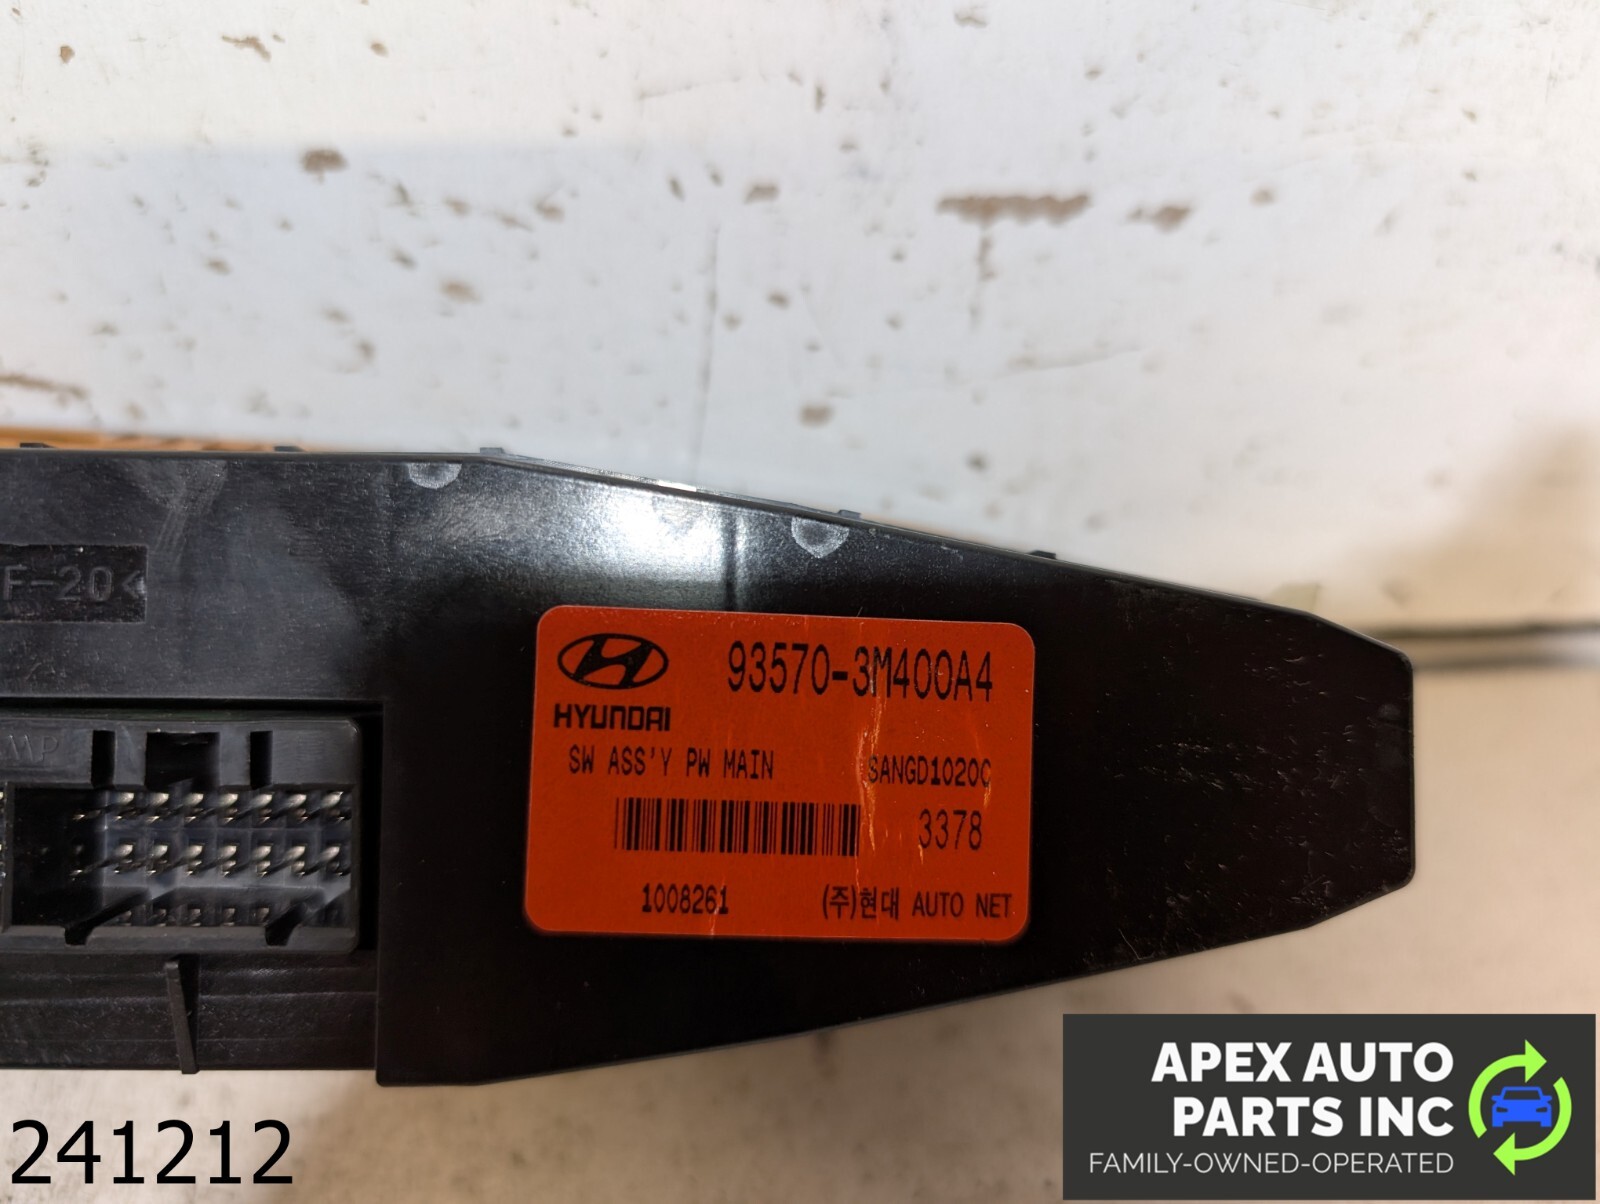 F-20<
MP
93570-3M400A4
HYUNDAI
SW ASS'Y PW MAIN SANGD1020C
3378
1008261 (주)현대 AUTO NET
241212
APEX AUTO
PARTS INC
FAMILY-OWNED-OPERATED